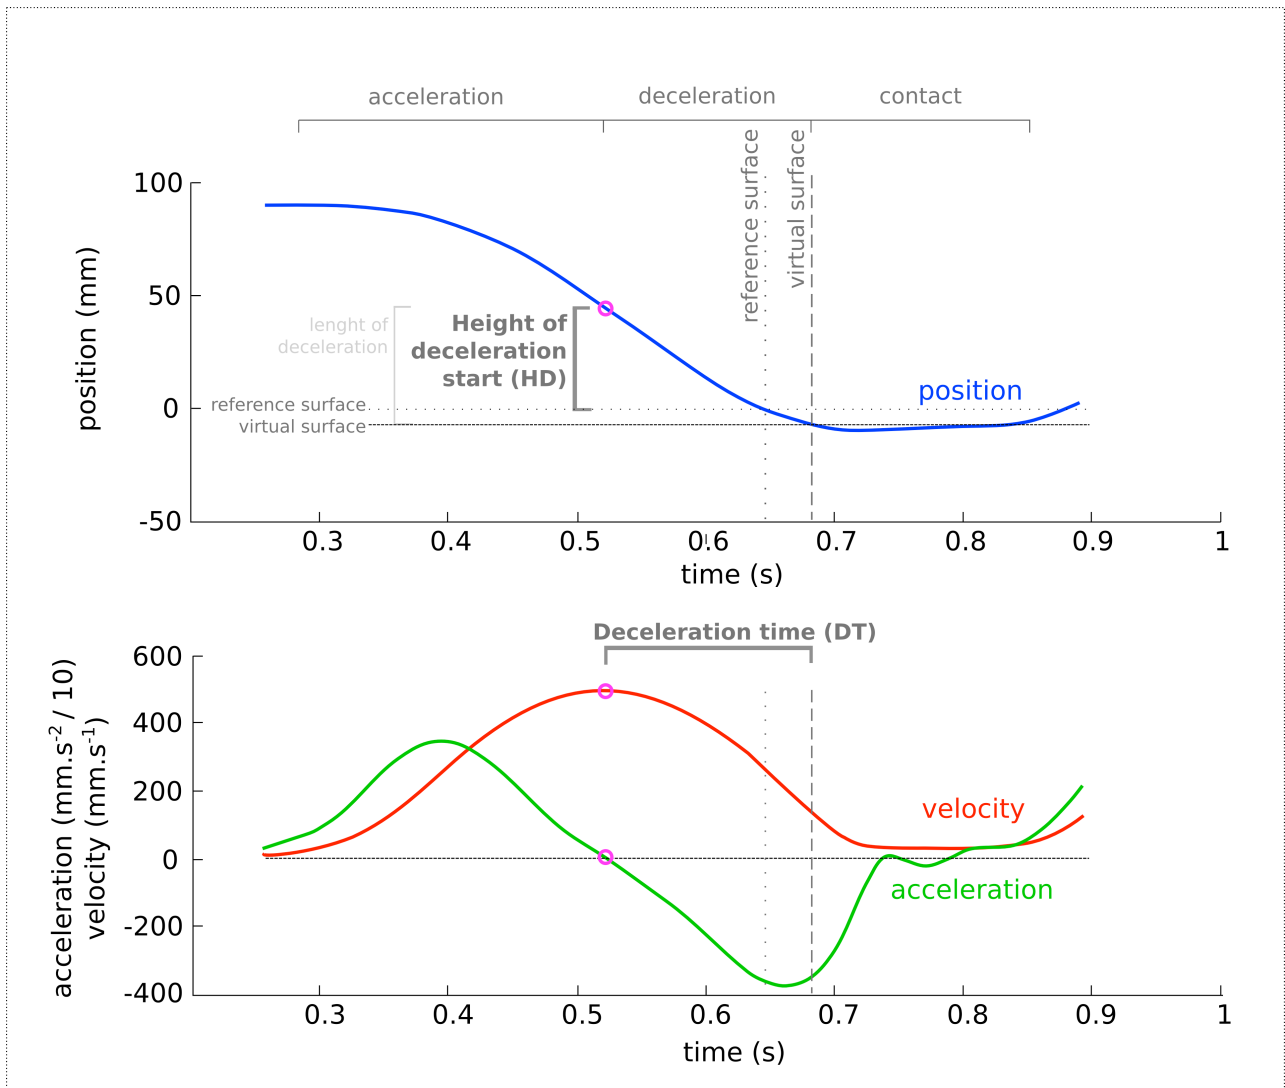 acceleration
deceleration
contact
reference surface
virtual surface
100
50
0
-50
position (mm)
lenght of
deceleration
Height of
deceleration
start (HD)
reference surface
virtual surface
position
0.3 0.4 0.5 0.6 0.7 0.8 0.9 1
time (s)
Deceleration time (DT)
600
400
200
0
-200
-400
acceleration (mm.s-2 / 10)
velocity (mm.s-1)
velocity
acceleration
0.3 0.4 0.5 0.6 0.7 0.8 0.9 1
time (s)